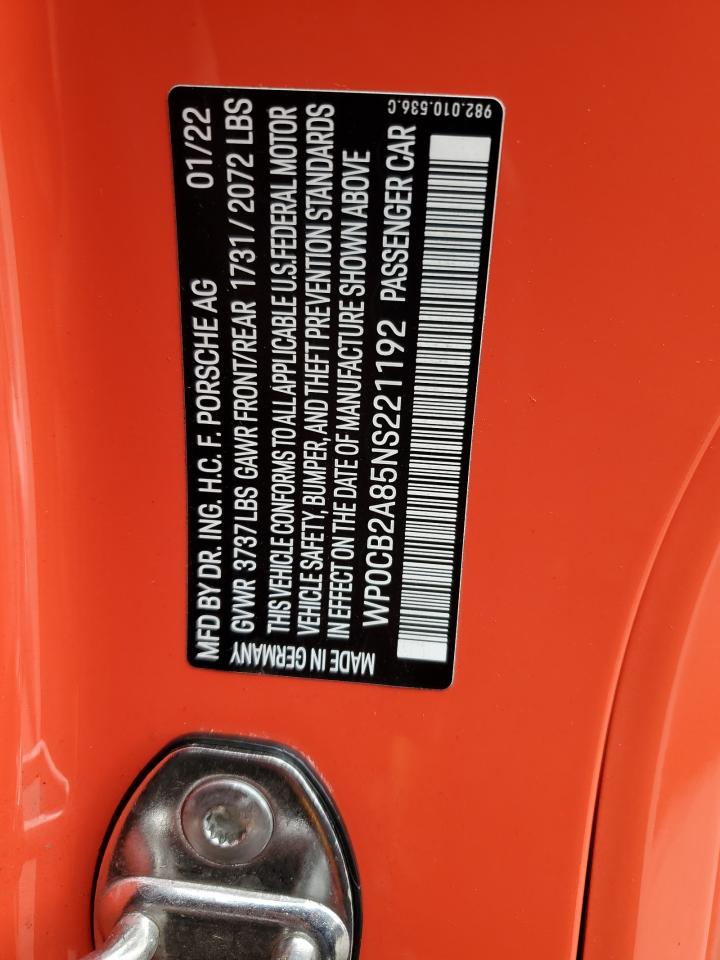 MFD BY DR. ING. H.C. F. PORSCHE AG 01/22
GVWR 3737 LBS GAWR FRONT/REAR 1731 / 2072 LBS
THIS VEHICLE CONFORMS TO ALL APPLICABLE U.S. FEDERAL MOTOR
VEHICLE SAFETY, BUMPER, AND THEFT PREVENTION STANDARDS
IN EFFECT ON THE DATE OF MANUFACTURE SHOWN ABOVE
WP0CB2A85NS221192 PASSENGER CAR
MADE IN GERMANY
982.010.536.C